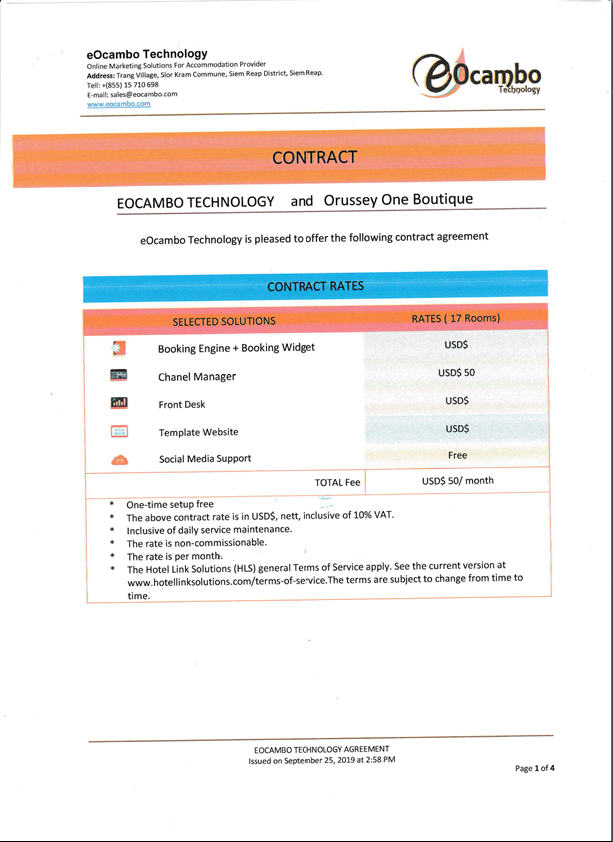 eOcambo Technology
Online Marketing Solutions For Accommodation Provider
Address: Trang Village, Slor Kram Commune, Siem Reap District, Siem Reap.
Tell: +(855) 15 710 698
E-mail: sales@eocambo.com
www.eocambo.com
eOcambo
Technology
CONTRACT
EOCAMBO TECHNOLOGY and Orussey One Boutique
eOcambo Technology is pleased to offer the following contract agreement
CONTRACT RATES
SELECTED SOLUTIONS RATES ( 17 Rooms)
Booking Engine + Booking Widget USD$
Chanel Manager USD$ 50
Front Desk USD$
Template Website USD$
Social Media Support Free
TOTAL Fee USD$ 50/ month
* One-time setup free
* The above contract rate is in USD$, nett, inclusive of 10% VAT.
* Inclusive of daily service maintenance.
* The rate is non-commissionable.
* The rate is per month.
* The Hotel Link Solutions (HLS) general Terms of Service apply. See the current version at
www.hotellinksolutions.com/terms-of-service.The terms are subject to change from time to
time.
EOCAMBO TECHNOLOGY AGREEMENT
Issued on September 25, 2019 at 2:58 PM
Page 1 of 4